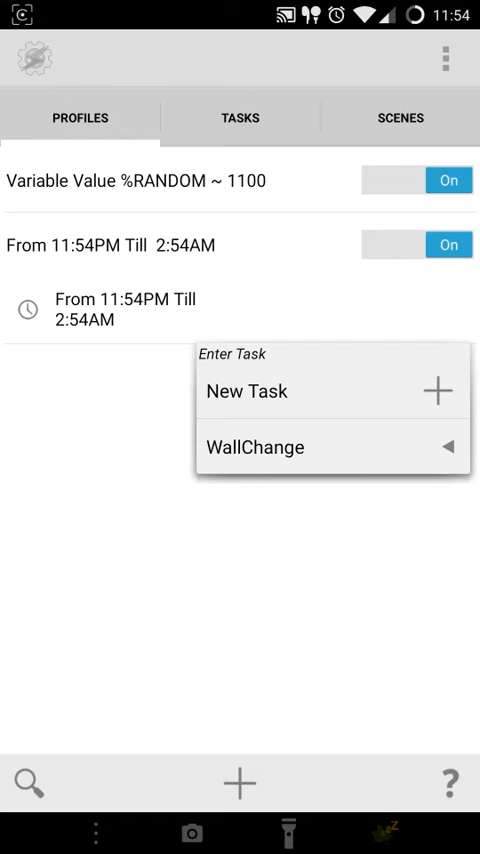 11:54
PROFILES TASKS SCENES
Variable Value %RANDOM ~ 1100 On
From 11:54PM Till 2:54AM On
From 11:54PM Till
2:54AM
Enter Task
New Task
WallChange
?
zz